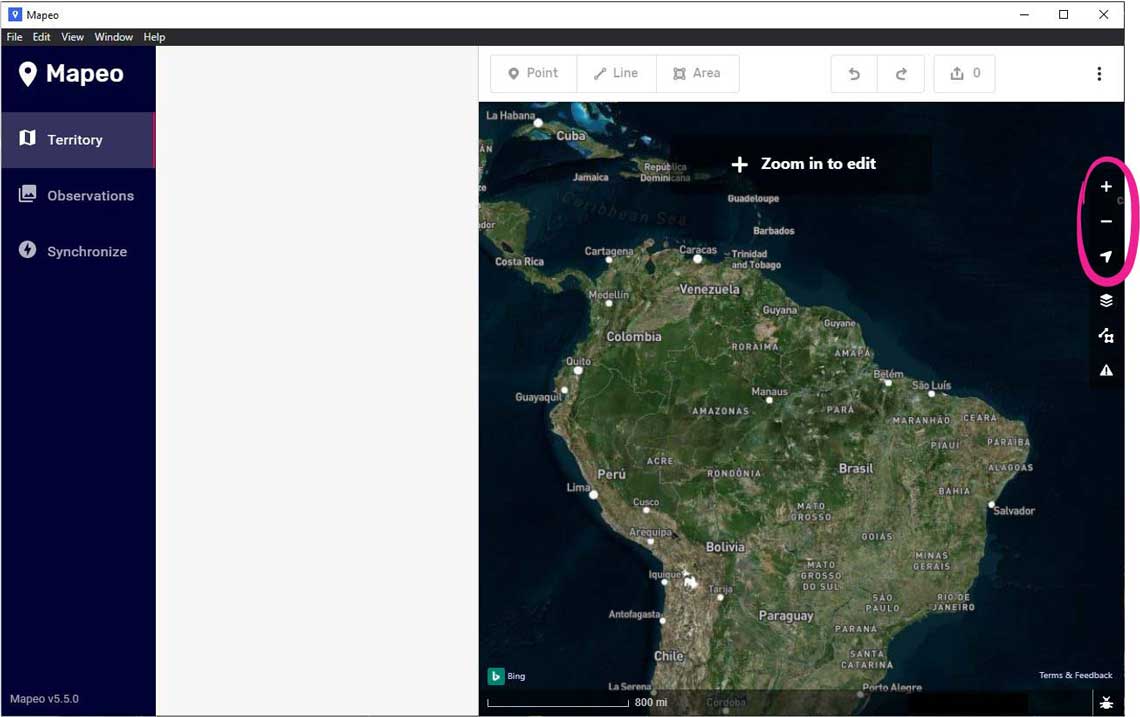 Mapeo
File Edit View Window Help
Mapeo
Territory
Observations
Synchronize
Mapeo v5.5.0
Point Line Area 0
Zoom in to edit
La Habana
Cuba
República
Dominicana
Jamaica
Guadeloupe
Caribbean Sea
Barbados
Costa Rica
Cartagena
Caracas
Trinidad
and Tobago
Medellín
Venezuela
Guyana
Guyane
Colombia
RORAIMA
AMAPÁ
Quito
Belém
São Luís
Guayaquil
Manaus
AMAZONAS
PARÁ
MARANHÃO
CEARÁ
PIAUÍ
PARAÍBA
ACRE
Perú
RONDÔNIA
Brasil
ALAGOAS
Lima
BAHIA
Cusco
MATO
GROSSO
Salvador
Arequipa
GOIÁS
Bolivia
MINAS
GERAIS
Iquique
MATO
GROSSO
DO SUL
Tarija
SÃO
PAULO
RIO DE
JANEIRO
Antofagasta
Paraguay
PARANÁ
Chile
SANTA
CATARINA
Bing
Terms & Feedback
La Serena
Porto Alegre
800 mi
Córdoba